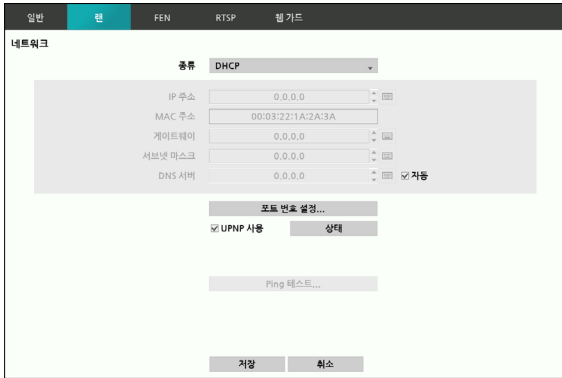 일반 랜 FEN RTSP 웹 가드
네트워크
종류 DHCP
IP 주소 0.0.0.0
MAC 주소 00:03:22:1A:2A:3A
게이트웨이 0.0.0.0
서브넷 마스크 0.0.0.0
DNS 서버 0.0.0.0 자동
포트 번호 설정...
UPNP 사용 상태
Ping 테스트...
저장 취소